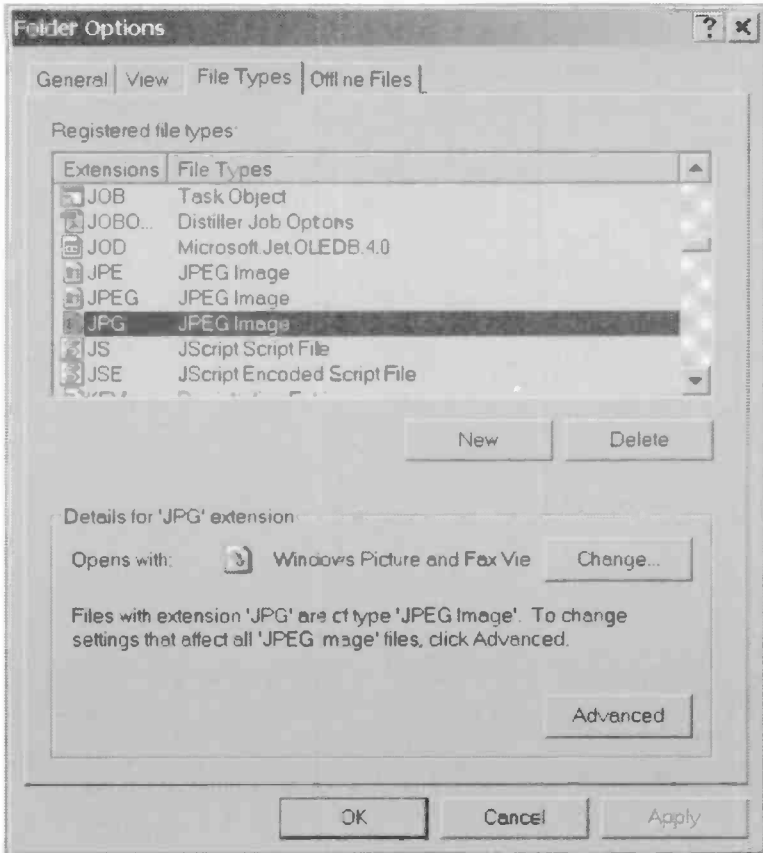 Folder Options
General View File Types Offl ne Files
Registered file types:
Extensions File Types
JOB Task Object
JOBO... Distiller Job Optons
JOD Microsoft.Jet.OLEDB.4.0
JPE JPEG Image
JPEG JPEG Image
JPG JPEG Image
JS JScript Script File
JSE JScript Encoded Script File
New Delete
Details for 'JPG' extension
Opens with: Windows Picture and Fax Vie Change...
Files with extension 'JPG' are of type 'JPEG Image'. To change
settings that affect all 'JPEG mage' files, click Advanced.
Advanced
OK Cancel Apply